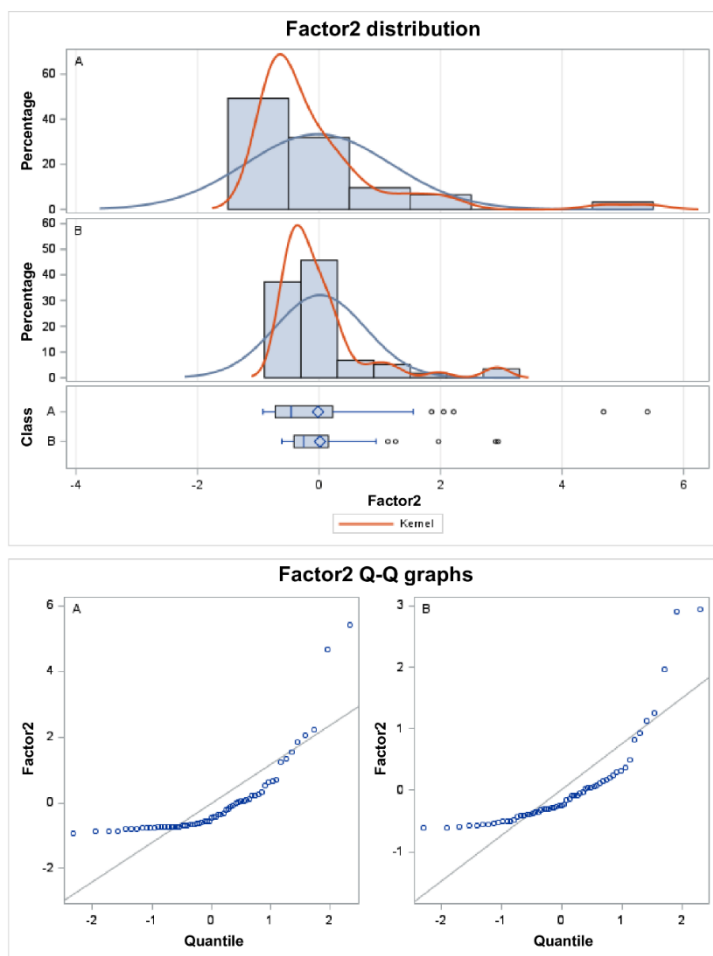 Factor2 distribution
A
Percentage
60
40
20
0
B
Percentage
60
50
40
30
20
10
0
Class
A
B
-4 -2 0 2 4 6
Factor2
Kernel
Factor2 Q-Q graphs
A
Factor2
6
4
2
0
-2
-2 -1 0 1 2
Quantile
B
Factor2
3
2
1
0
-1
-2 -1 0 1 2
Quantile